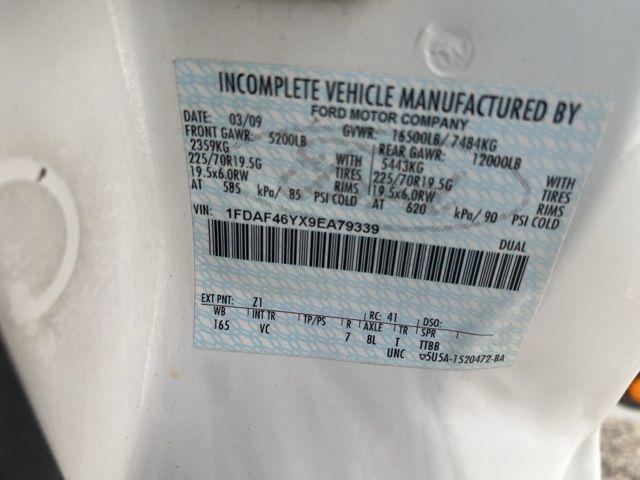 INCOMPLETE VEHICLE MANUFACTURED BY
FORD MOTOR COMPANY
DATE: 03/09 GVWR: 16500LB/ 7484KG
FRONT GAWR: 5200LB REAR GAWR: 12000LB
2359KG WITH 5443KG WITH
225/70R19.5G TIRES 225/70R19.5G TIRES
19.5x6.0RW RIMS 19.5x6.0RW RIMS
AT 585 kPa/ 85 PSI COLD AT 620 kPa/ 90 PSI COLD
VIN: 1FDAF46YX9EA79339
DUAL
EXT PNT: Z1 RC: 41 DSO:
WB INT TR TP/PS R AXLE TR SPR
165 VC 7 8L T TTBB
UNC ▽5U5A-1520472-BA